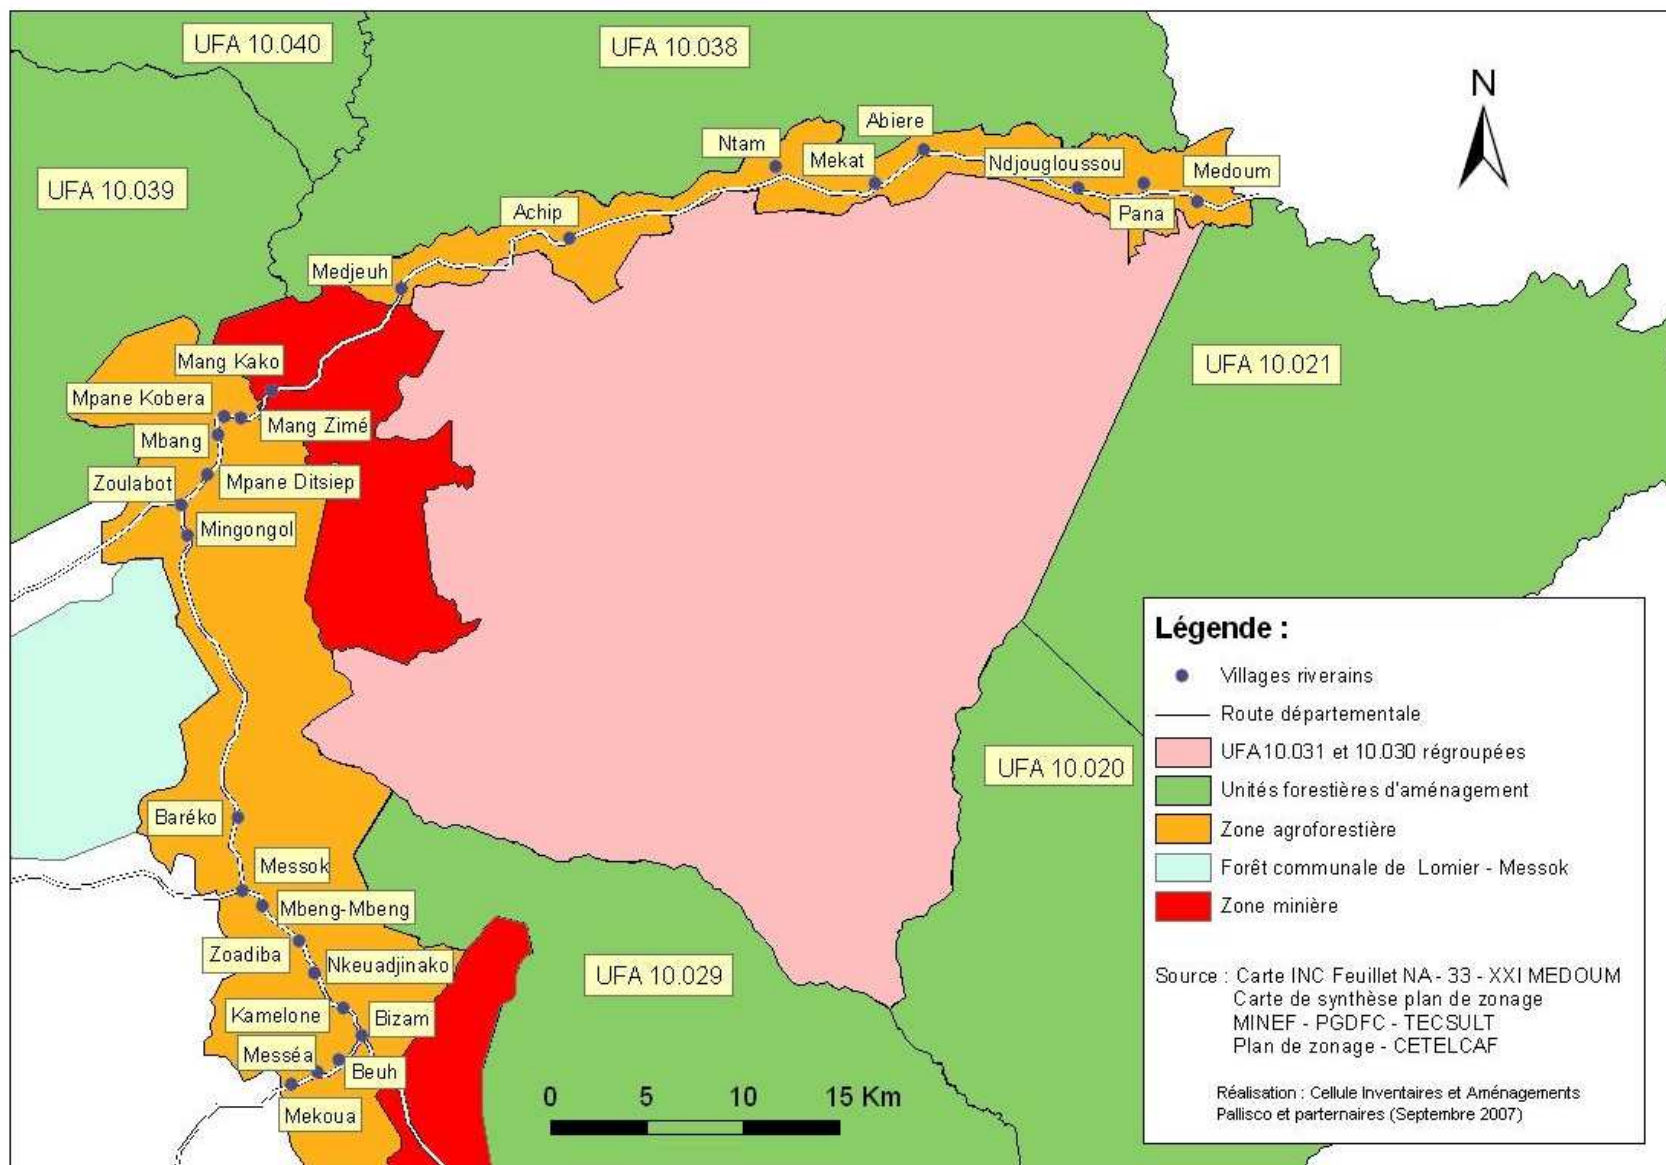 UFA 10.040
UFA 10.038
N
Abiere
Ntam
Mekat
Ndjougloussou
Medoum
UFA 10.039
Achip
Pana
Medjeuh
Mang Kako
UFA 10.021
Mpane Kobera
Mang Zimé
Mbang
Zoulabot
Mpane Ditsiep
Mingongol
Légende :
Villages riverains
Route départementale
UFA 10.031 et 10.030 régroupées
Unités forestières d'aménagement
Zone agroforestière
Forêt communale de Lomier - Messok
Zone minière
UFA 10.020
Baréko
Messok
Mbeng-Mbeng
Zoadiba
Nkeuadjinako
UFA 10.029
Kamelone
Bizam
Messéa
Beuh
Mekoua
0 5 10 15 Km
Source : Carte INC Feuillet NA - 33 - XXI MEDOUM
Carte de synthèse plan de zonage
MINEF - PGDFC - TECSULT
Plan de zonage - CETELCAF
Réalisation : Cellule Inventaires et Aménagements
Pallisco et parternaires (Septembre 2007)